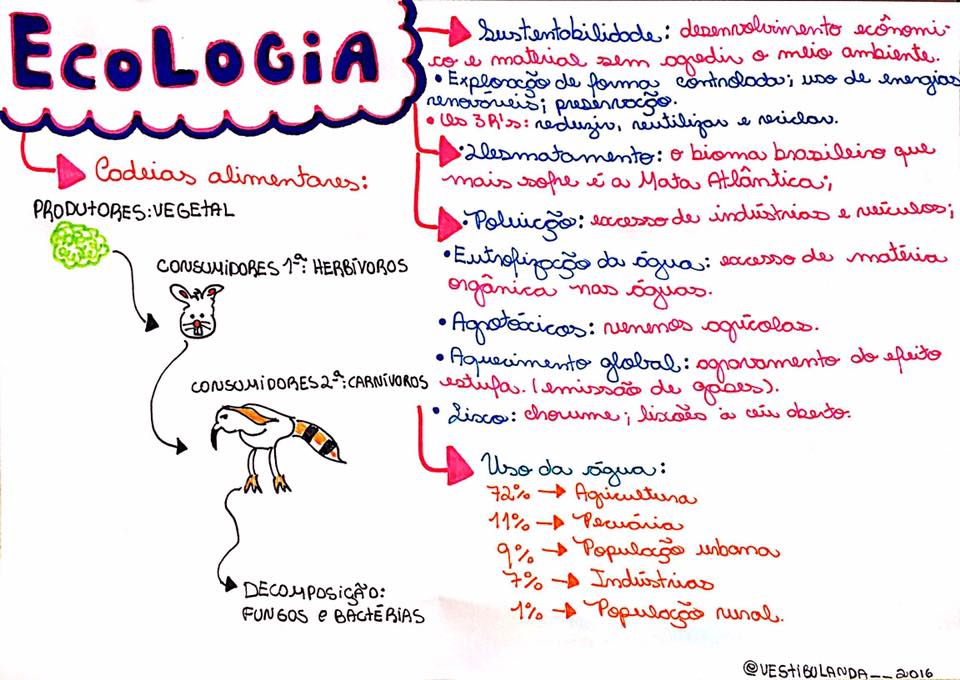 ECOLOGIA
Cadeias alimentares:
PRODUTORES: VEGETAL
CONSUMIDORES 1ª: HERBÍVOROS
CONSUMIDORES 2ª: CARNÍVOROS
DECOMPOSIÇÃO:
FUNGOS e BACTÉRIAS
Sustentabilidade: desenvolvimento econômi-
co e material sem agredir o meio ambiente.
• Exploração de forma controlada; uso de energias
renováveis; preservação.
• Os 3R's: reduzir, reutilizar e reciclar.
• Desmatamento: o bioma brasileiro que
mais sofre é a Mata Atlântica;
• Poluição: excesso de indústrias e veículos;
• Eutrofização da água: excesso de matéria
orgânica nas águas.
• Agrotóxicos: venenos agrícolas.
• Aquecimento global: agravamento do efeito
estufa. (emissão de gases).
• Lixo: chorume; lixões à céu aberto.
Uso da água:
72% → Agricultura
11% → Pecuária
9% → População urbana
7% → Indústrias
1% → População rural.
@VESTIBULANDA__2016